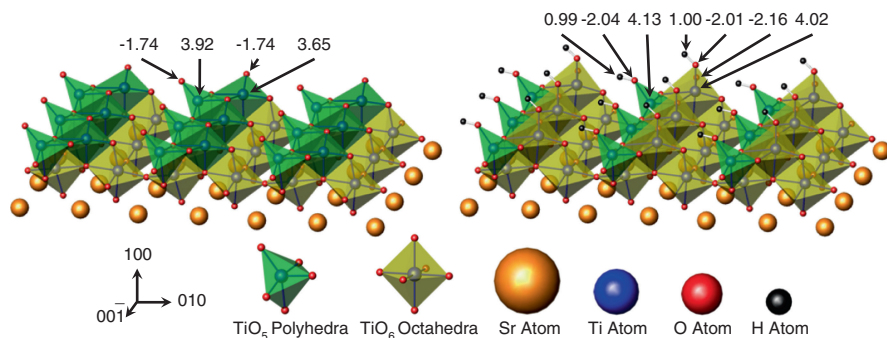 -1.74 3.92 -1.74 3.65
0.99 -2.04 4.13 1.00 -2.01 -2.16 4.02
100
010
001̅
TiO₅ Polyhedra TiO₆ Octahedra Sr Atom Ti Atom O Atom H Atom